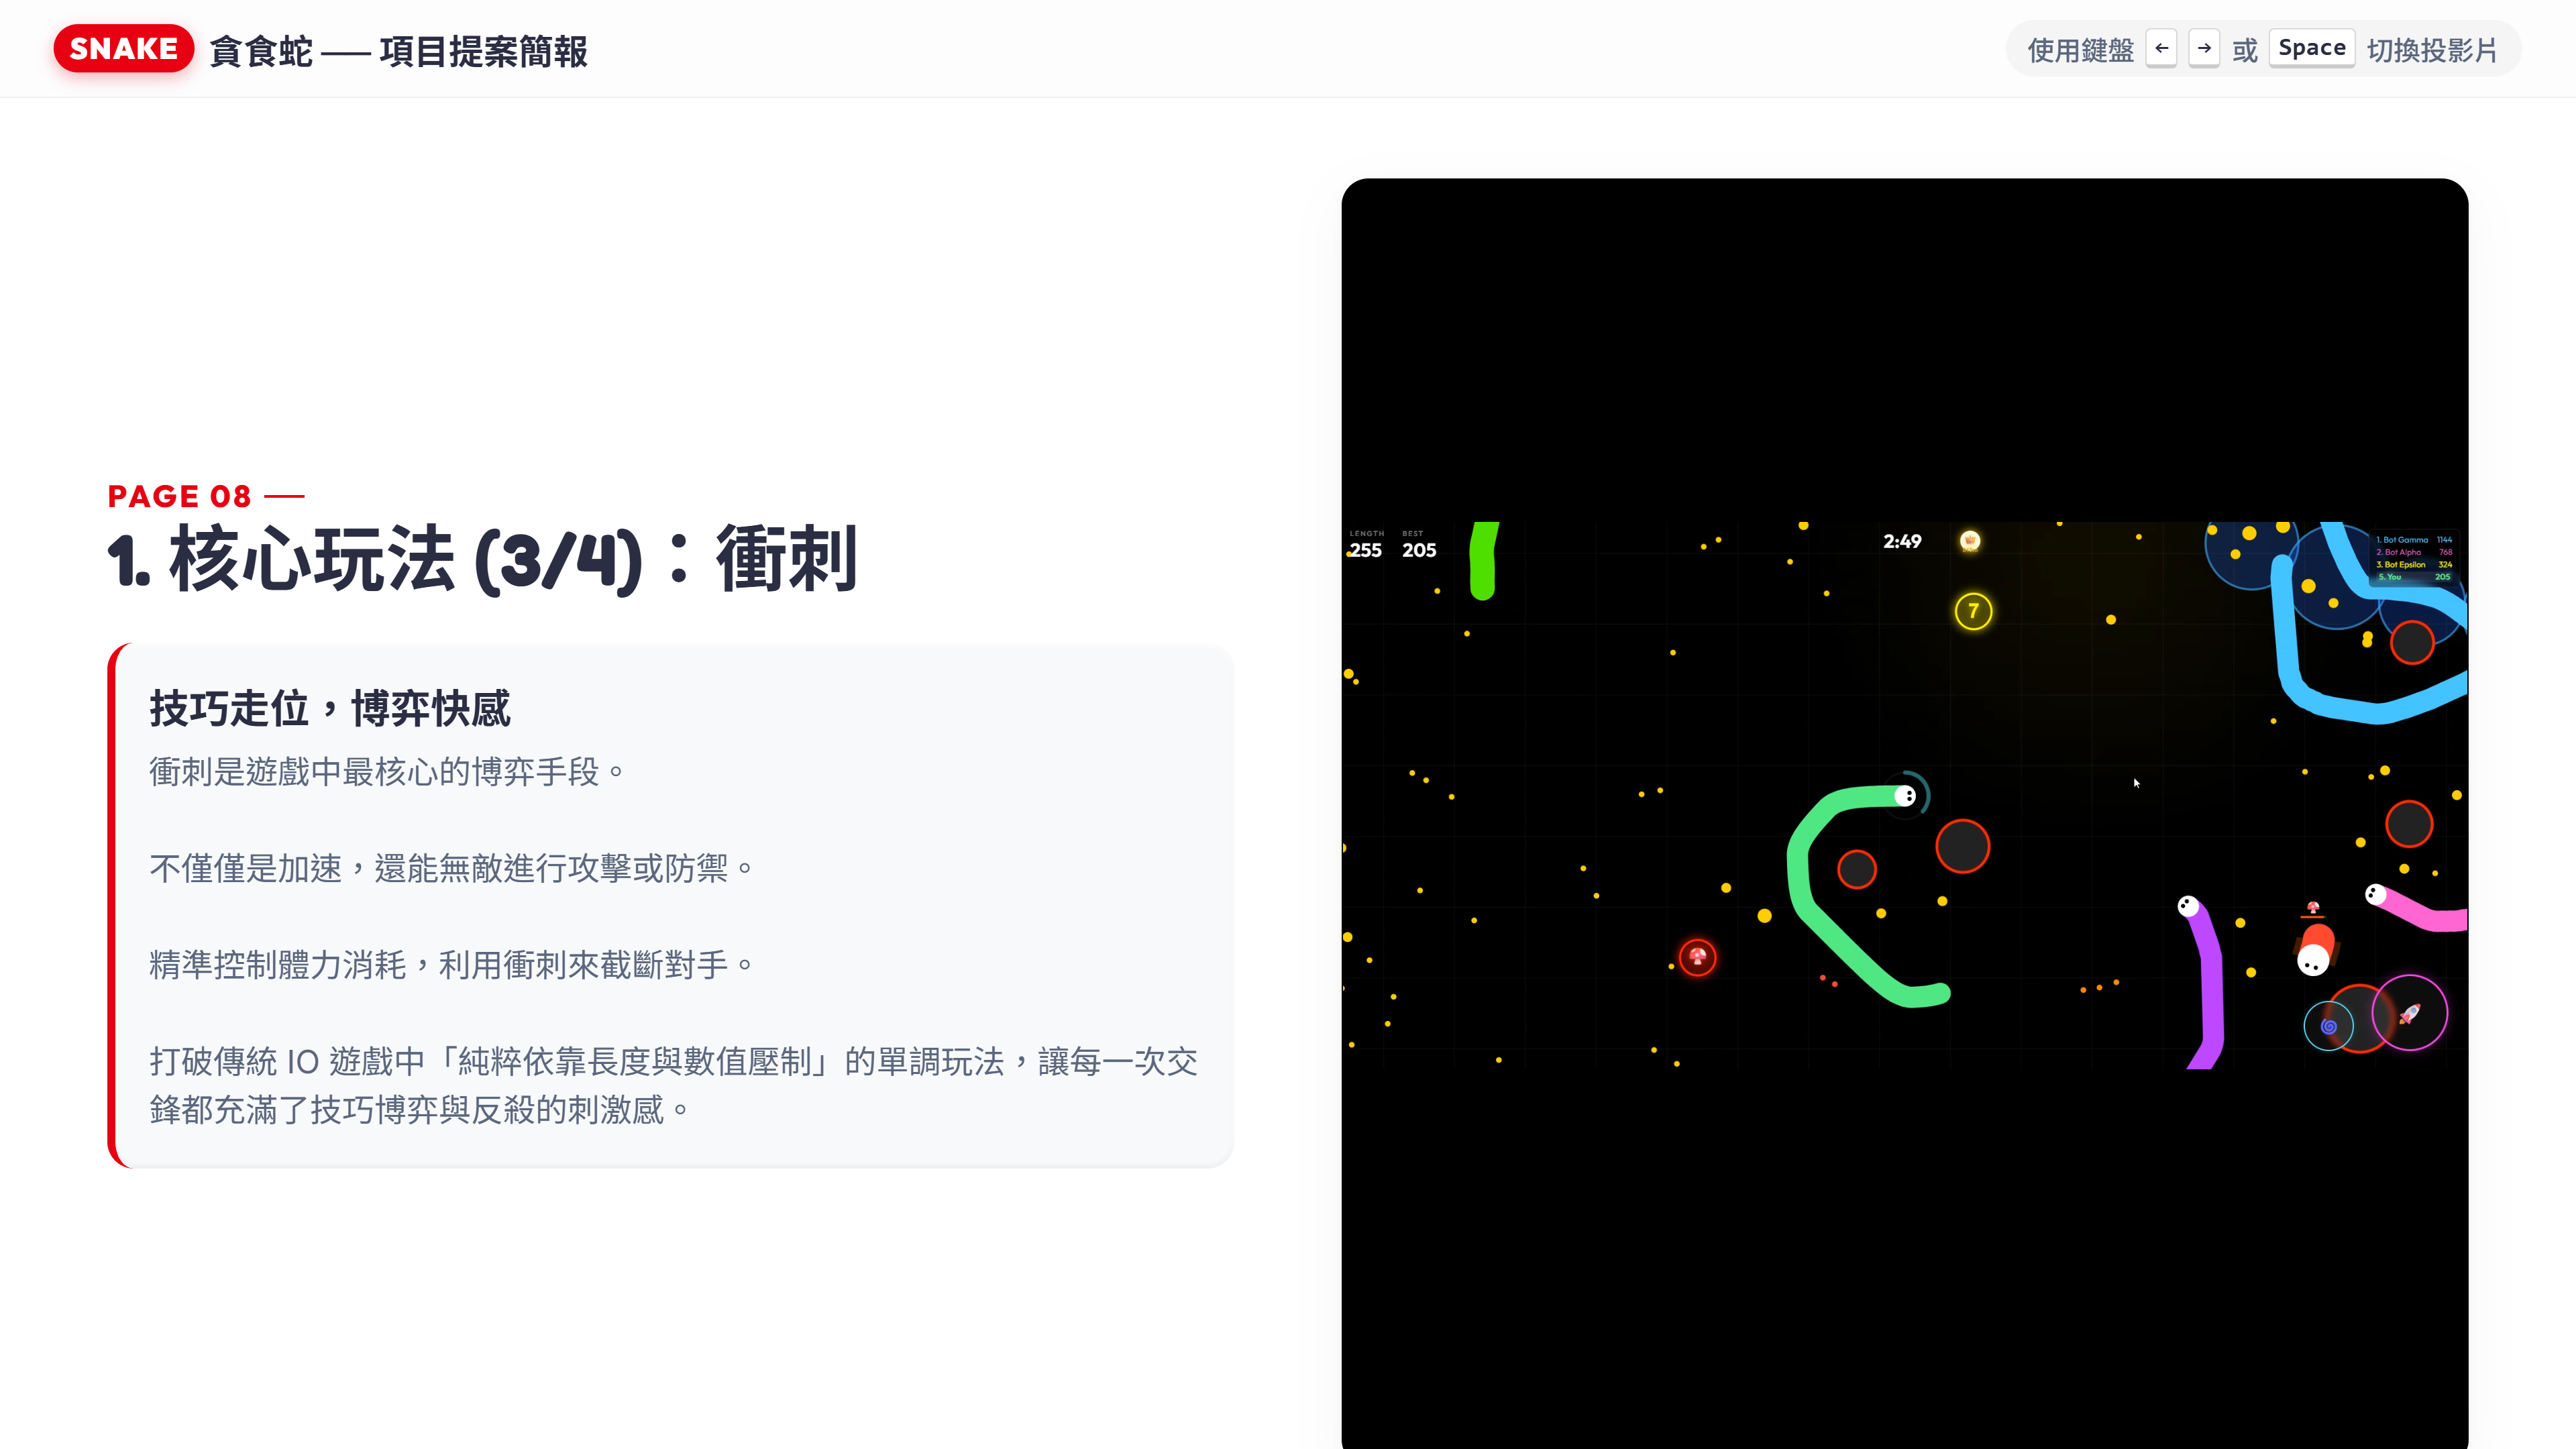 SNAKE 貪食蛇 —— 項目提案簡報
使用鍵盤 ← → 或 Space 切換投影片
PAGE 08 —
1. 核心玩法 (3/4)：衝刺
技巧走位，博弈快感
衝刺是遊戲中最核心的博弈手段。
不僅僅是加速，還能無敵進行攻擊或防禦。
精準控制體力消耗，利用衝刺來截斷對手。
打破傳統 IO 遊戲中「純粹依靠長度與數值壓制」的單調玩法，讓每一次交
鋒都充滿了技巧博弈與反殺的刺激感。
LENGTH BEST
255 205
2:49
7
1. Bot Gamma 1144
2. Bot Alpha 768
3. Bot Epsilon 324
5. You 205